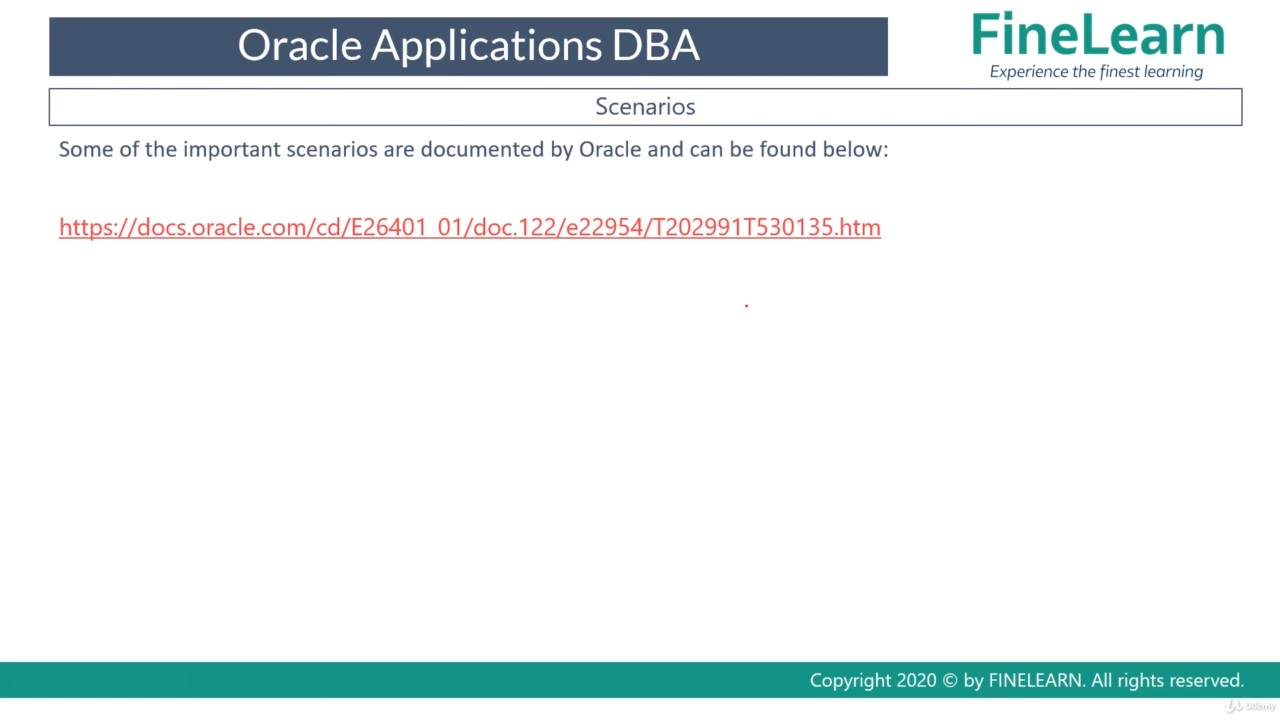 Oracle Applications DBA
FineLearn
Experience the finest learning
Scenarios
Some of the important scenarios are documented by Oracle and can be found below:
https://docs.oracle.com/cd/E26401_01/doc.122/e22954/T202991T530135.htm
Copyright 2020 © by FINELEARN. All rights reserved.
Udemy